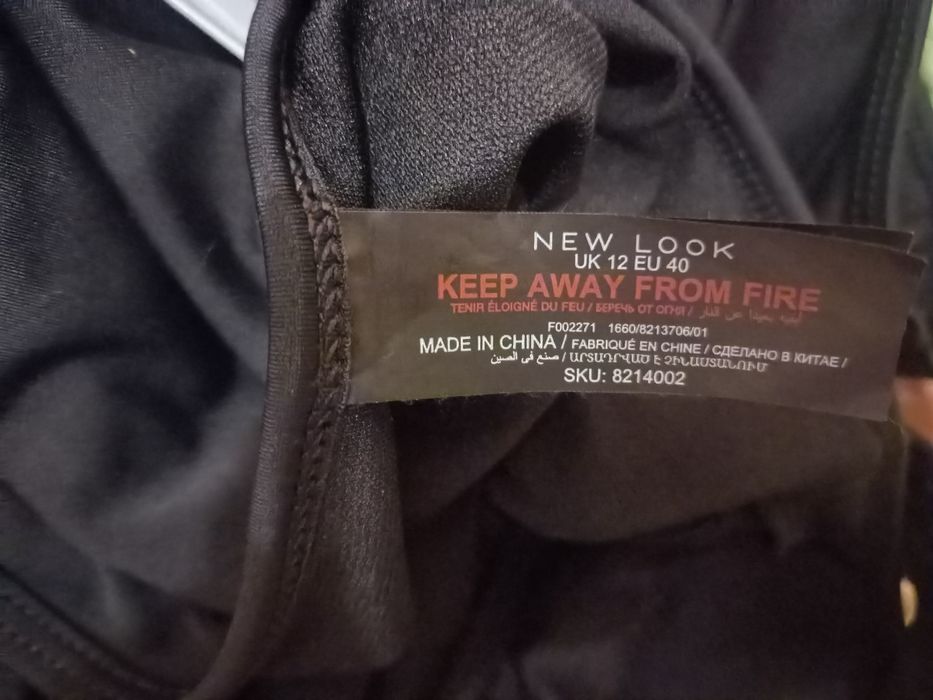 NEW LOOK
UK 12 EU 40
KEEP AWAY FROM FIRE
TENIR ÉLOIGNÉ DU FEU / БЕРЕЧЬ ОТ ОГНЯ / أبقيه بعيداً عن النار
F002271 1660/8213706/01
MADE IN CHINA / FABRIQUÉ EN CHINE / СДЕЛАНО В КИТАЕ /
صنع في الصين / ԱՐՏԱԴՐՎԱԾ Է ՉԻՆԱՍՏԱՆՈՒՄ
SKU: 8214002